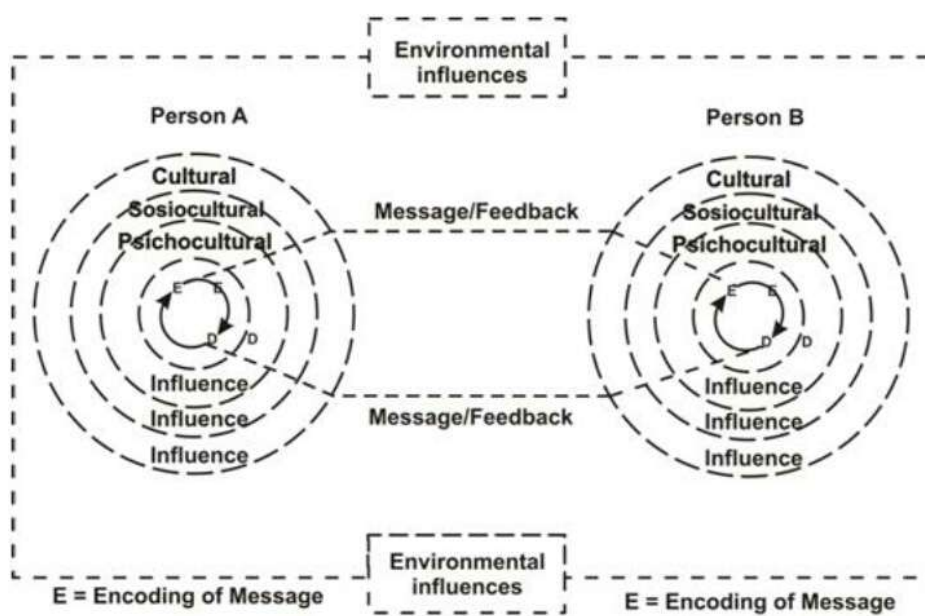 Environmental
influences
Person A
Person B
Cultural
Sosiocultural
Psichocultural
E E
D D
Influence
Influence
Influence
Message/Feedback
Message/Feedback
Cultural
Sosiocultural
Psichocultural
E E
D D
Influence
Influence
Influence
Environmental
influences
E = Encoding of Message
E = Encoding of Message